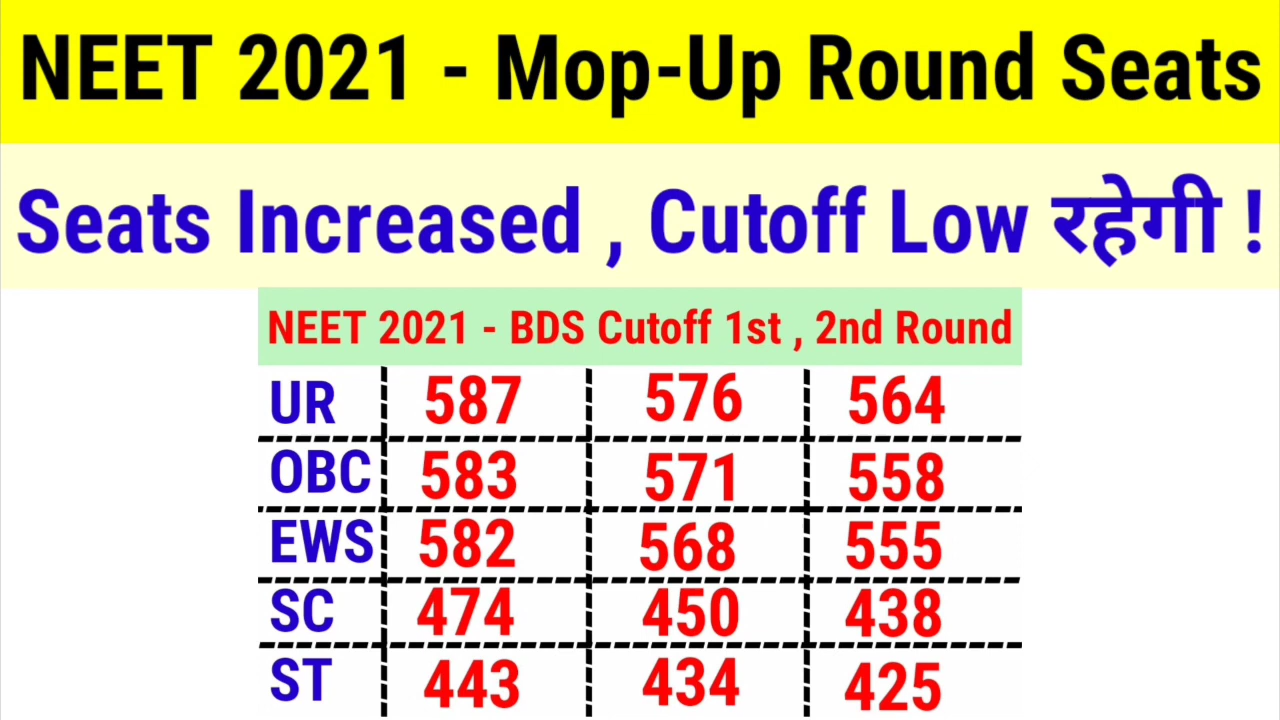 NEET 2021 - Mop-Up Round Seats
Seats Increased , Cutoff Low रहेगी !
NEET 2021 - BDS Cutoff 1st , 2nd Round
UR 587 576 564
OBC 583 571 558
EWS 582 568 555
SC 474 450 438
ST 443 434 425